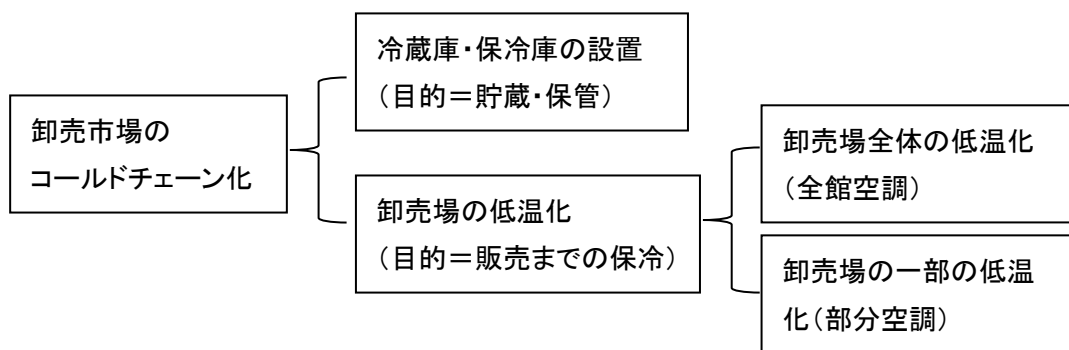 冷蔵庫・保冷庫の設置
（目的＝貯蔵・保管）
卸売市場の
コールドチェーン化
卸売場の低温化
（目的＝販売までの保冷）
卸売場全体の低温化
（全館空調）
卸売場の一部の低温
化（部分空調）